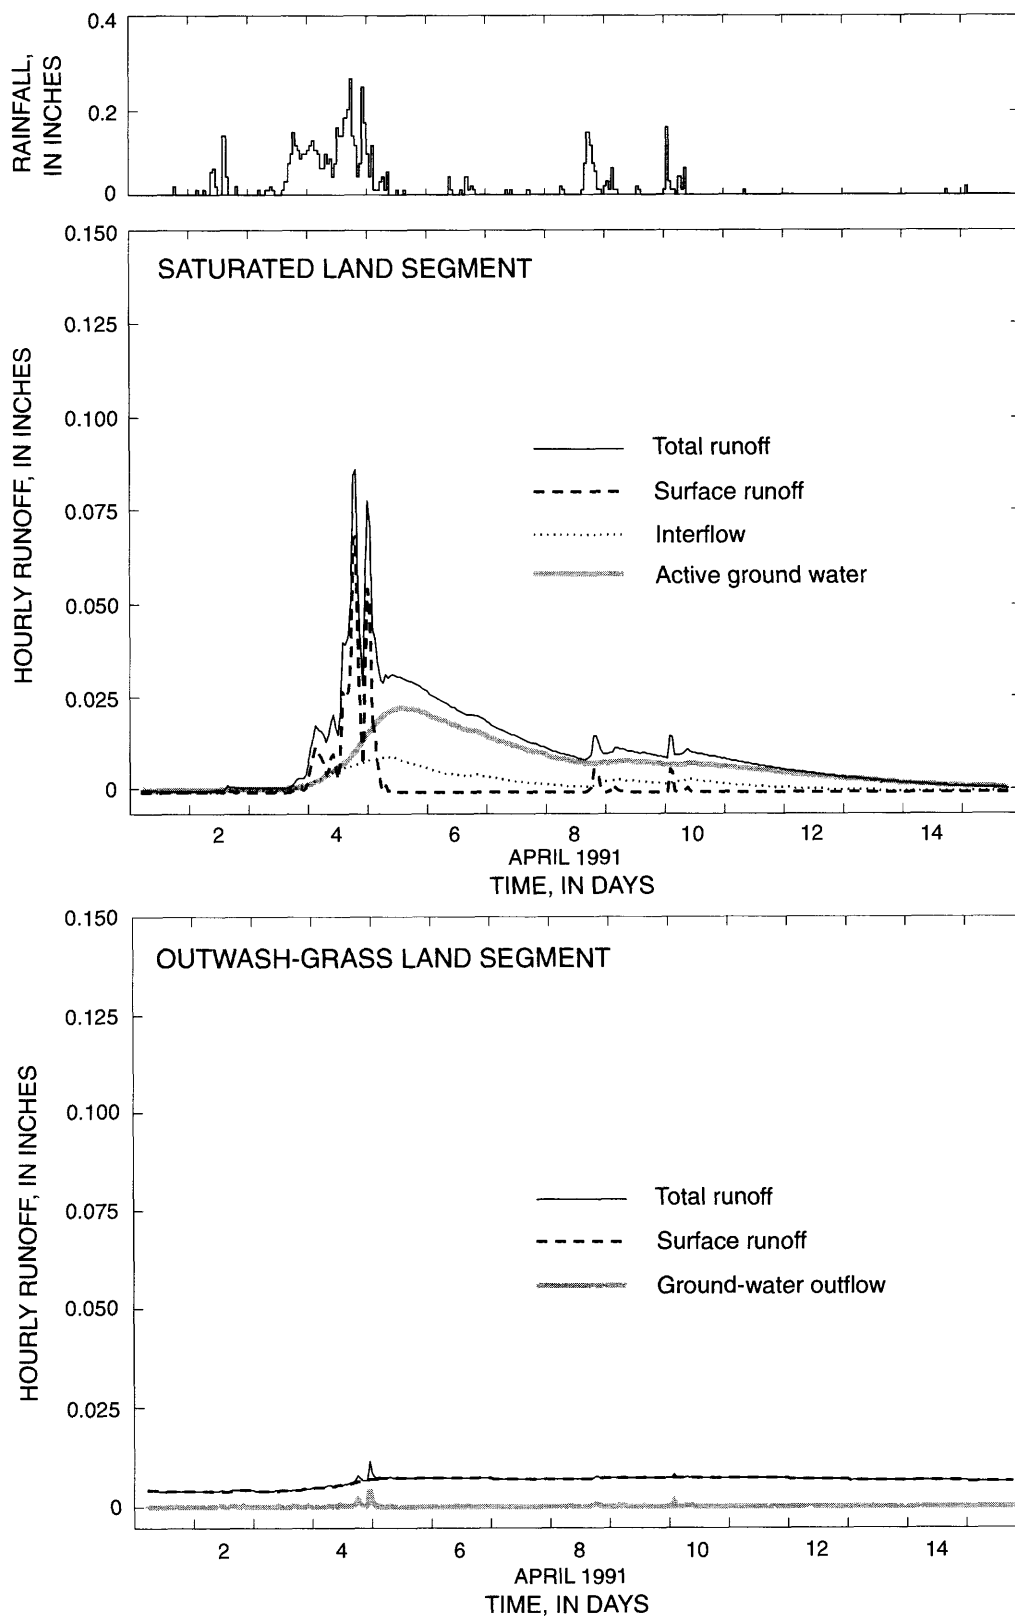 RAINFALL,
IN INCHES
0.4
0.2
0
SATURATED LAND SEGMENT
HOURLY RUNOFF, IN INCHES
0.150
0.125
0.100
0.075
0.050
0.025
0
Total runoff
Surface runoff
Interflow
Active ground water
2 4 6 8 10 12 14
APRIL 1991
TIME, IN DAYS
OUTWASH-GRASS LAND SEGMENT
HOURLY RUNOFF, IN INCHES
0.150
0.125
0.100
0.075
0.050
0.025
0
Total runoff
Surface runoff
Ground-water outflow
2 4 6 8 10 12 14
APRIL 1991
TIME, IN DAYS